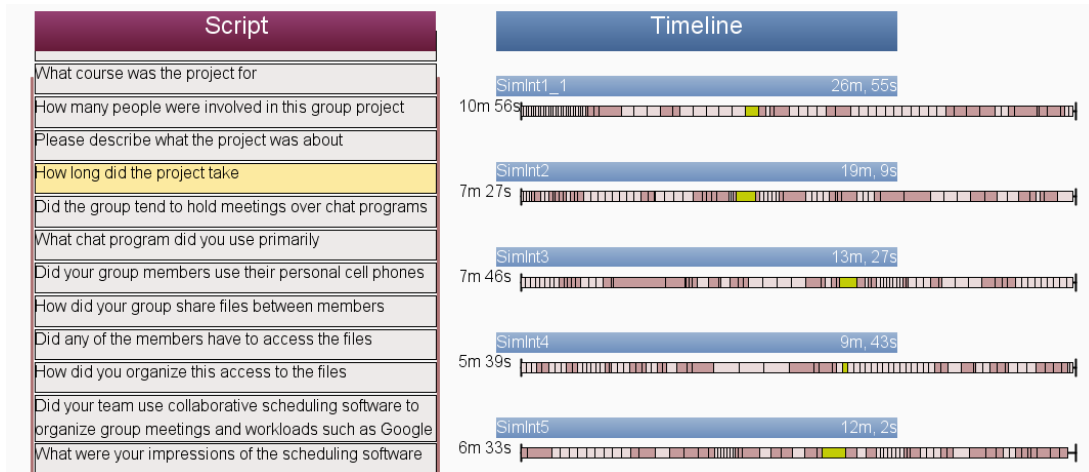 Script
What course was the project for
How many people were involved in this group project
Please describe what the project was about
How long did the project take
Did the group tend to hold meetings over chat programs
What chat program did you use primarily
Did your group members use their personal cell phones
How did your group share files between members
Did any of the members have to access the files
How did you organize this access to the files
Did your team use collaborative scheduling software to
organize group meetings and workloads such as Google
What were your impressions of the scheduling software
Timeline
SimInt1_1 26m, 55s
10m 56s
SimInt2 19m, 9s
7m 27s
SimInt3 13m, 27s
7m 46s
SimInt4 9m, 43s
5m 39s
SimInt5 12m, 2s
6m 33s